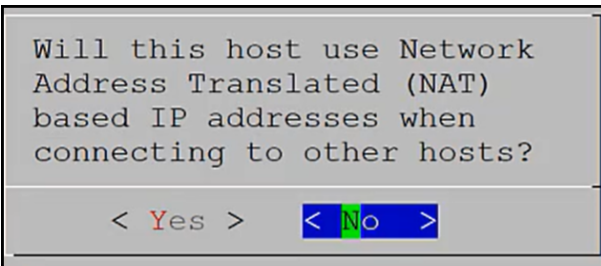 Will this host use Network
Address Translated (NAT)
based IP addresses when
connecting to other hosts?
< Yes > < No >